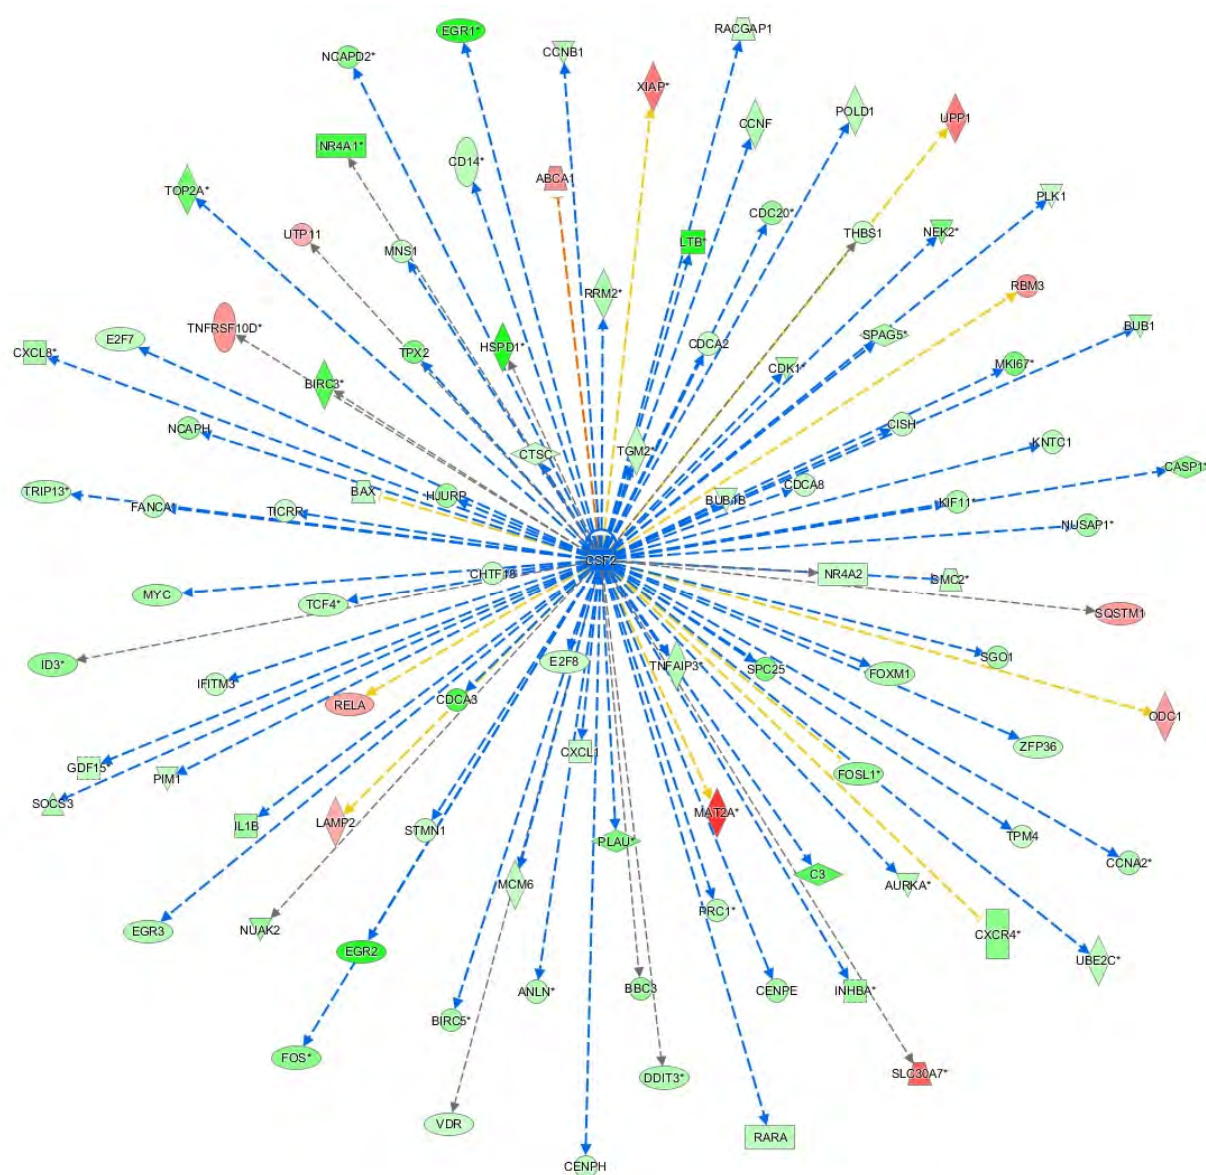 EGR1*
RACGAP1
CCNB1
NCAPD2*
XIAP*
POLD1
UPP1
CCNF
NR4A1*
CD14*
ABCA1
TOP2A*
PLK1
CDC20*
UTP11
THBS1
NEK2*
LTB*
MNS1
RBM3
RRM2*
TNFRSF10D*
BUB1
E2F7
SPAG5*
CXCL8*
TPX2
HSPD1*
CDCA2
CDK1*
MKI67*
BIRC3*
NCAPH
CISH
KNTC1
CTSC
TGM2*
CASP1*
TRIP13*
BAX
HJURP
BUB1B
CDCA8
FANCA
TICRR
KIF11
NUSAP1*
CSF2
CHTF18
NR4A2
SMC2*
MYC
TCF4*
SQSTM1
ID3*
E2F8
TNFAIP3*
SPC25
FOXM1
SGO1
IFITM3
RELA
CDCA3
ODC1
CXCL1
ZFP36
GDF15*
PIM1
FOSL1*
SOCS3
IL1B
LAMP2
STMN1
MAT2A*
TPM4
PLAU*
CCNA2*
MCM6
C3
AURKA*
PRC1*
EGR3
NUAK2
CXCR4*
EGR2
UBE2C*
ANLN*
BBC3
CENPE
INHBA*
BIRC5*
FOS*
DDIT3*
SLC30A7*
VDR
RARA
CENPH